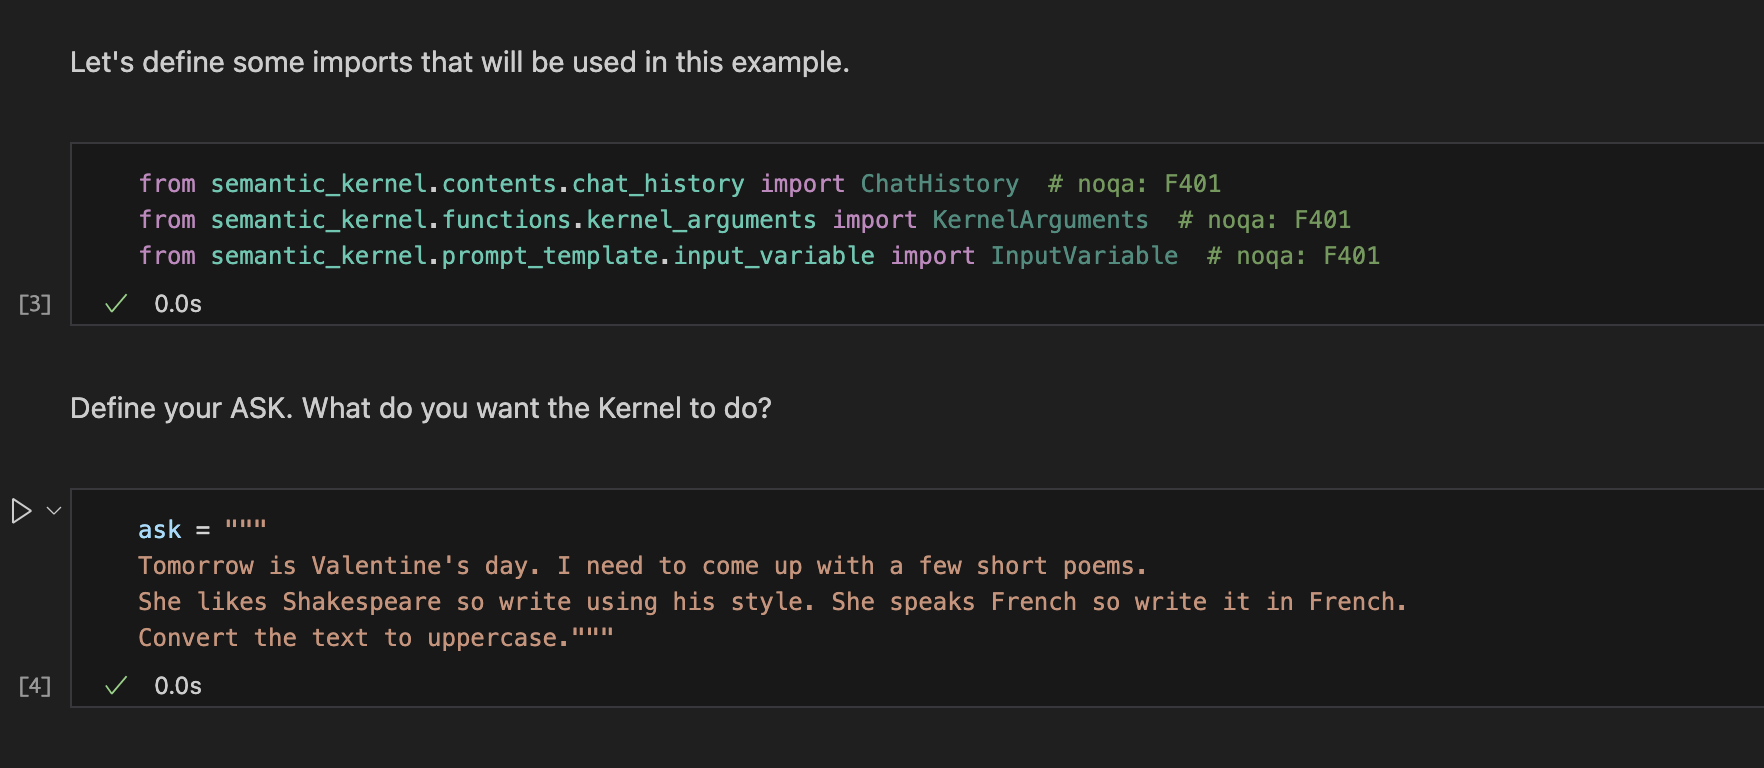 Let's define some imports that will be used in this example.
from semantic_kernel.contents.chat_history import ChatHistory  # noqa: F401
from semantic_kernel.functions.kernel_arguments import KernelArguments  # noqa: F401
from semantic_kernel.prompt_template.input_variable import InputVariable  # noqa: F401
[3] ✓ 0.0s
Define your ASK. What do you want the Kernel to do?
ask = """
Tomorrow is Valentine's day. I need to come up with a few short poems.
She likes Shakespeare so write using his style. She speaks French so write it in French.
Convert the text to uppercase."""
[4] ✓ 0.0s